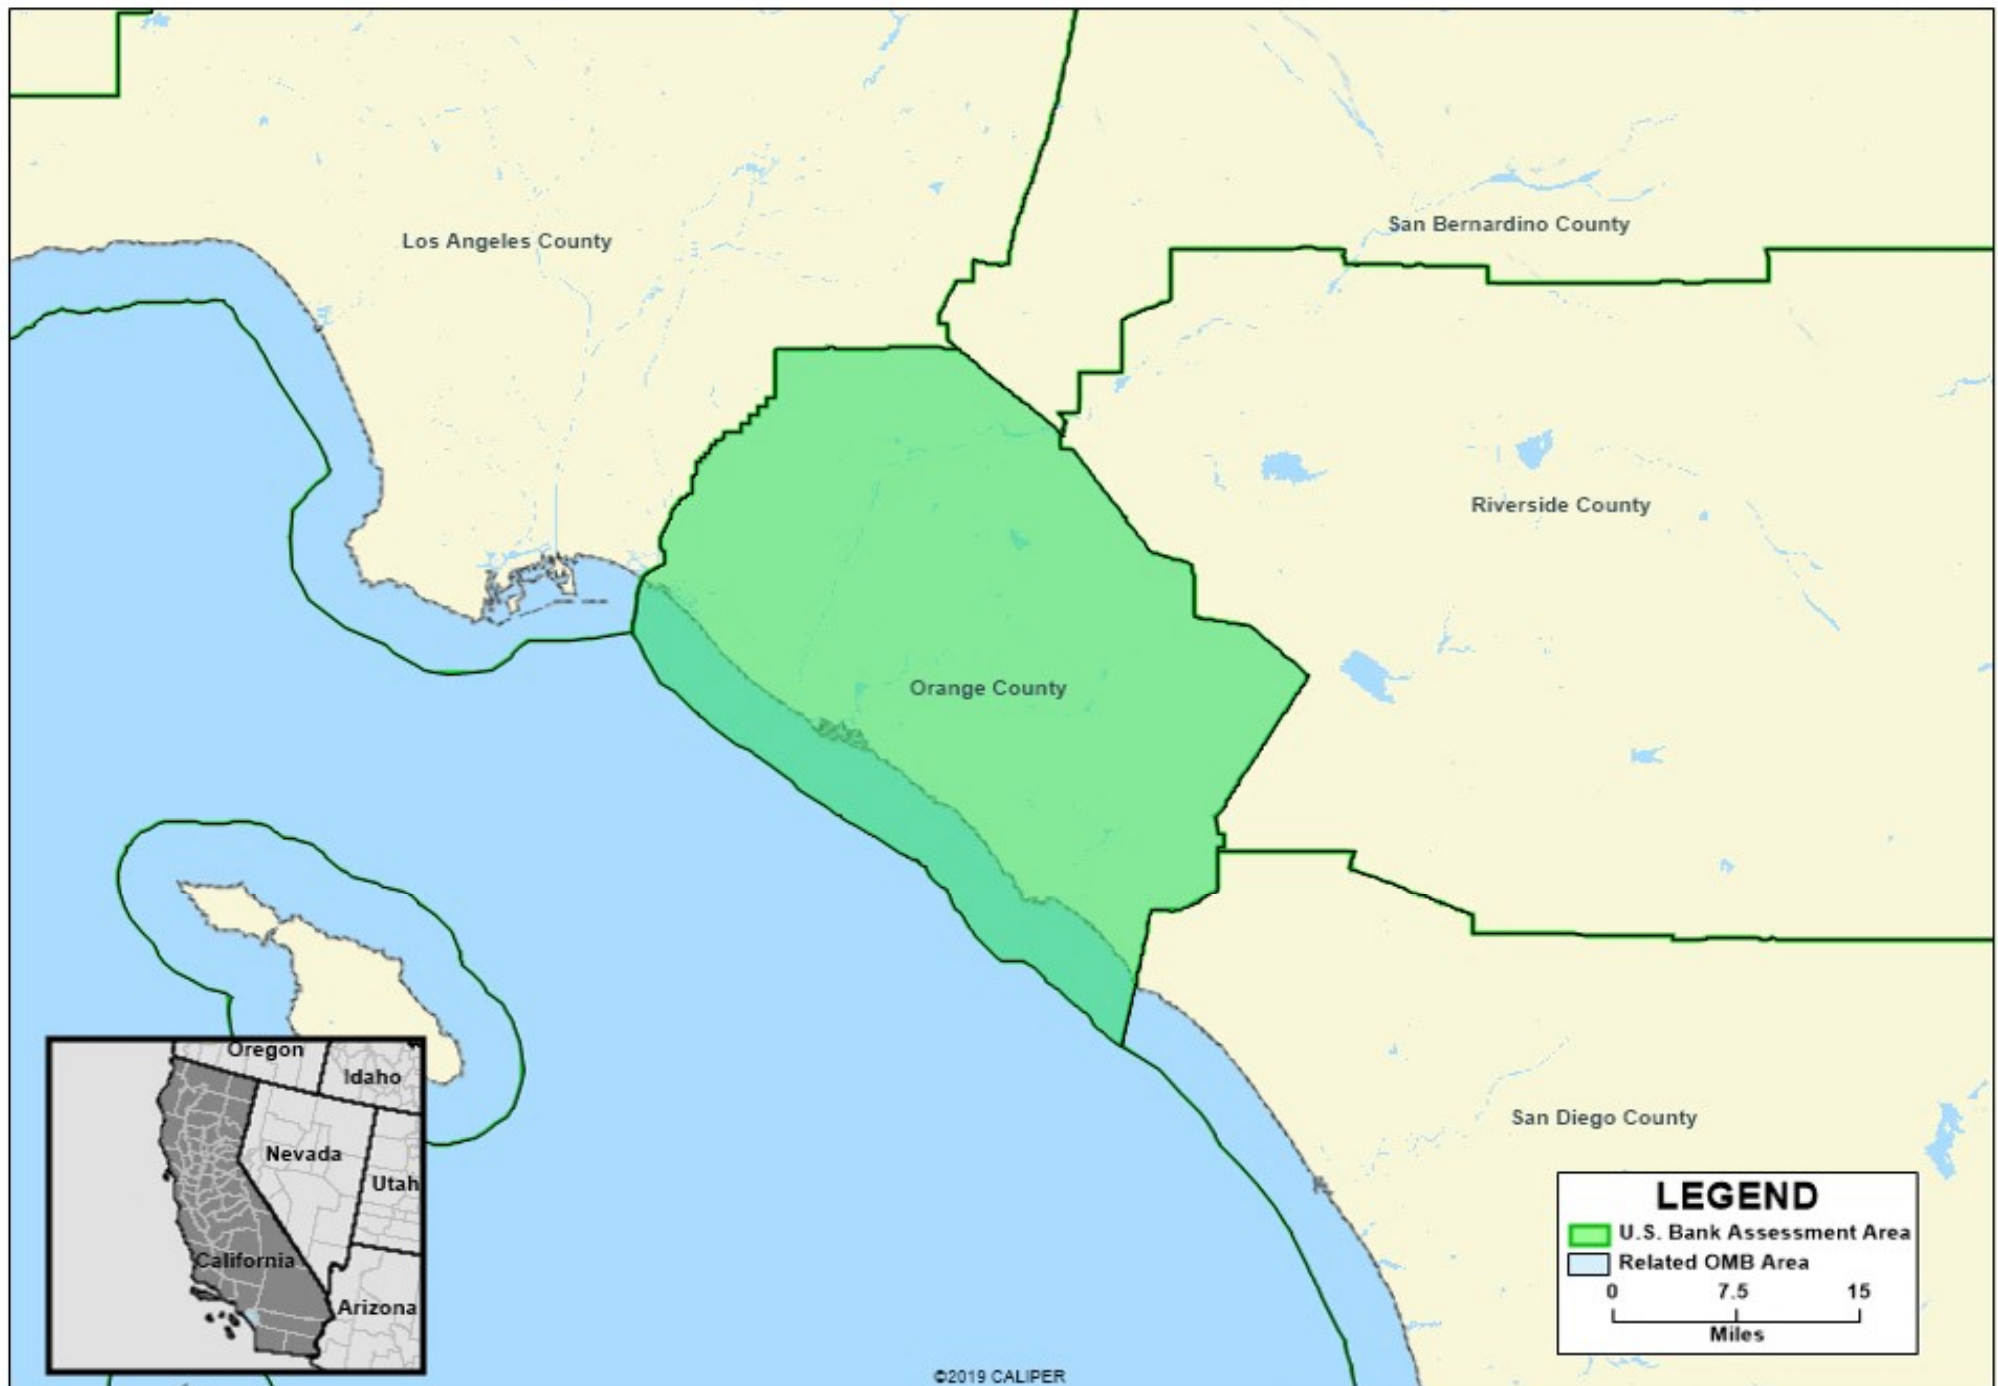 San Bernardino County
Los Angeles County
Riverside County
Orange County
San Diego County
Oregon
Idaho
Nevada
Utah
California
Arizona
LEGEND
U.S. Bank Assessment Area
Related OMB Area
0 7.5 15
Miles
©2019 CALIPER